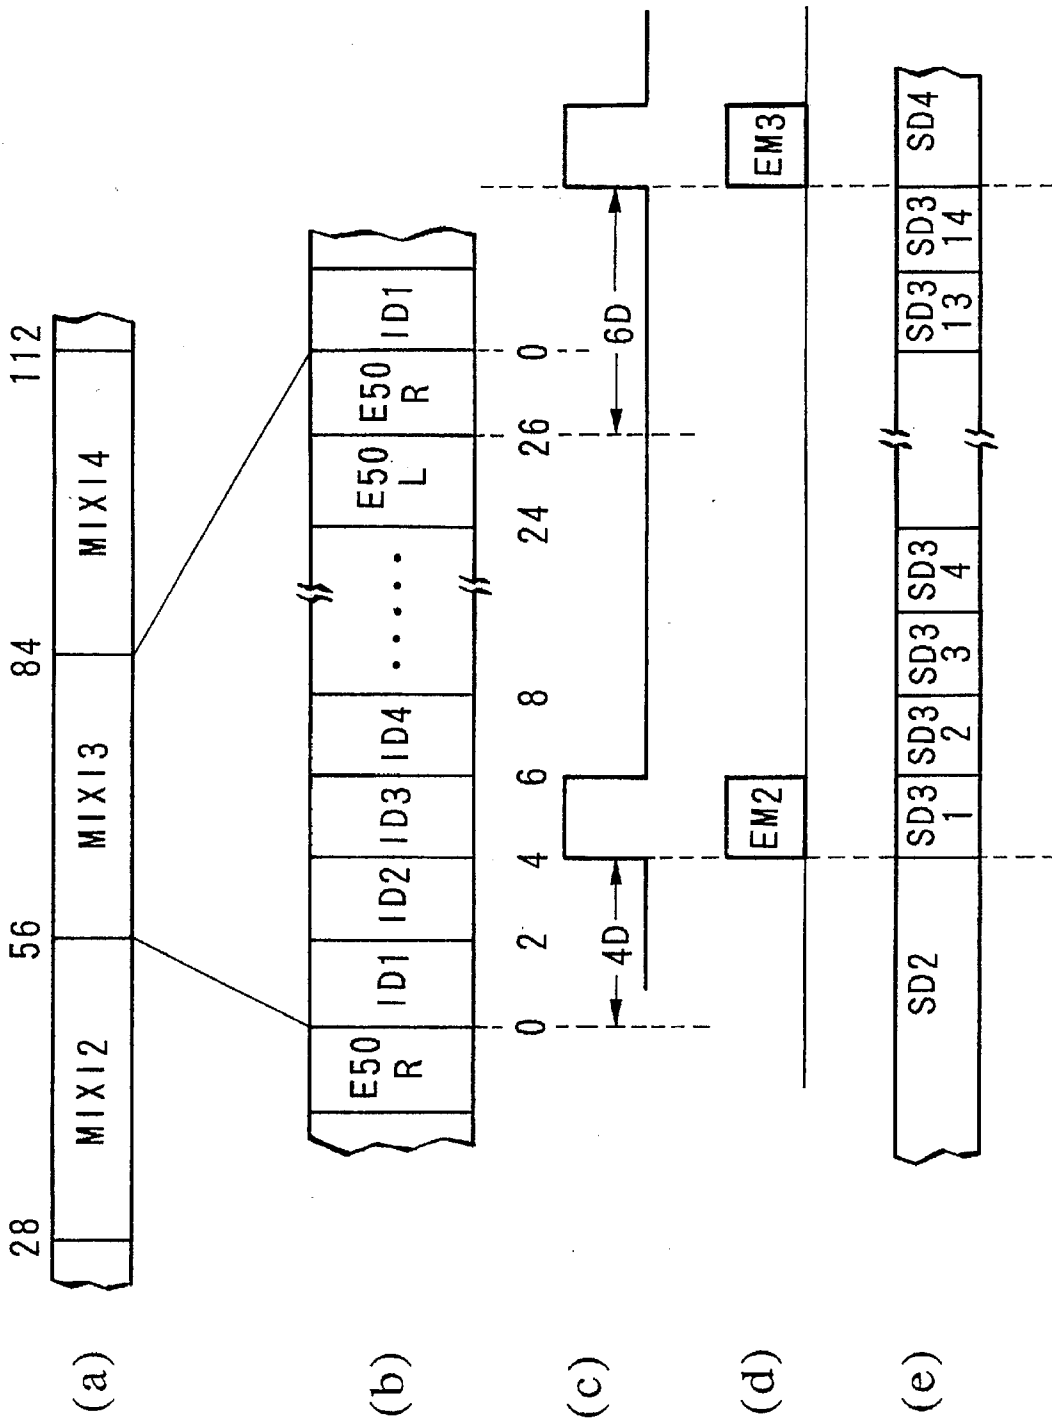 28 56 84 112
(a) MIXI2 MIXI3 MIXI4
(b) E50 ID1 ID2 ID3 ID4 ..... E50 E50 ID1
R L R
0 2 4 6 8 24 26 0
(c) 4D 6D
(d) EM2 EM3
(e) SD2 SD3 SD3 SD3 SD3 SD3 SD3 SD4
1 2 3 4 13 14